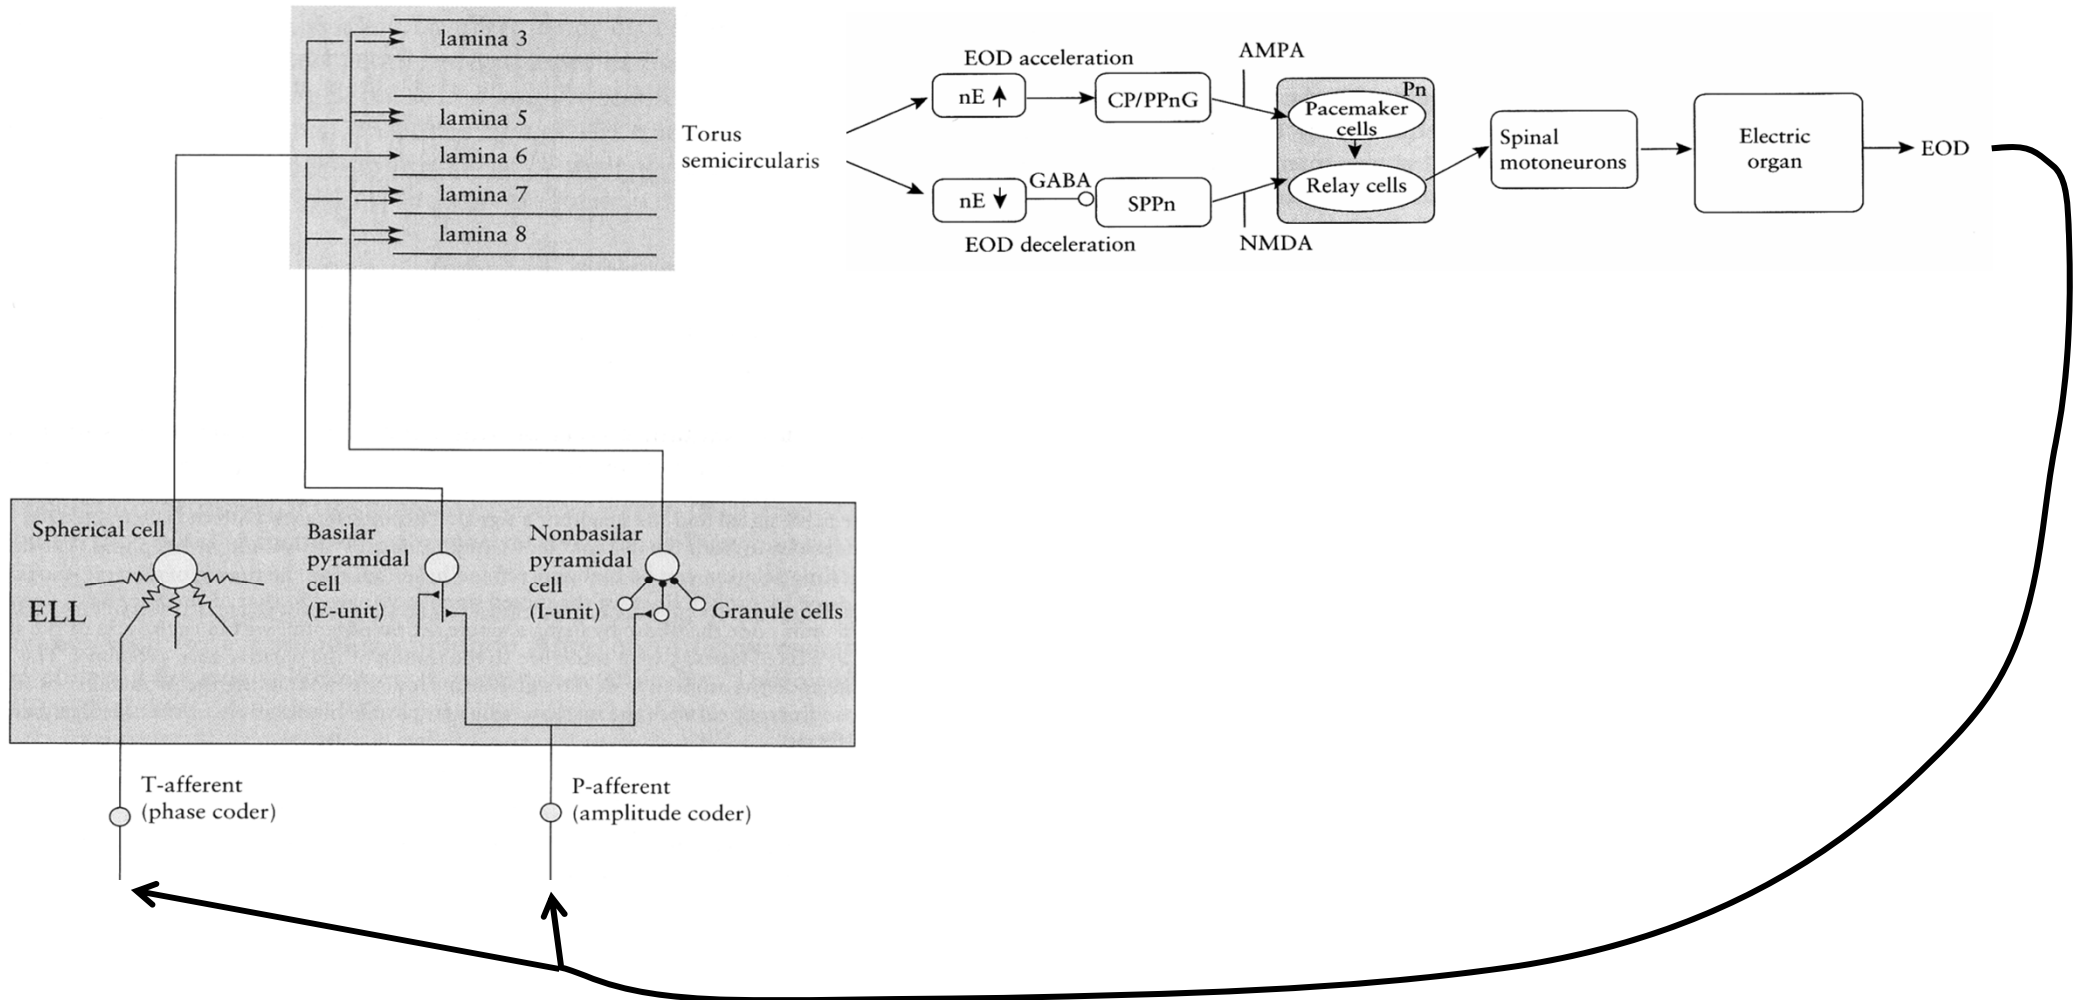 lamina 3
lamina 5
lamina 6
lamina 7
lamina 8
Torus
semicircularis
EOD acceleration
nE ↑
CP/PPnG
AMPA
Pn
Pacemaker
cells
Relay cells
nE ↓
GABA
SPPn
EOD deceleration
NMDA
Spinal
motoneurons
Electric
organ
EOD
Spherical cell
ELL
Basilar
pyramidal
cell
(E-unit)
Nonbasilar
pyramidal
cell
(I-unit)
Granule cells
T-afferent
(phase coder)
P-afferent
(amplitude coder)